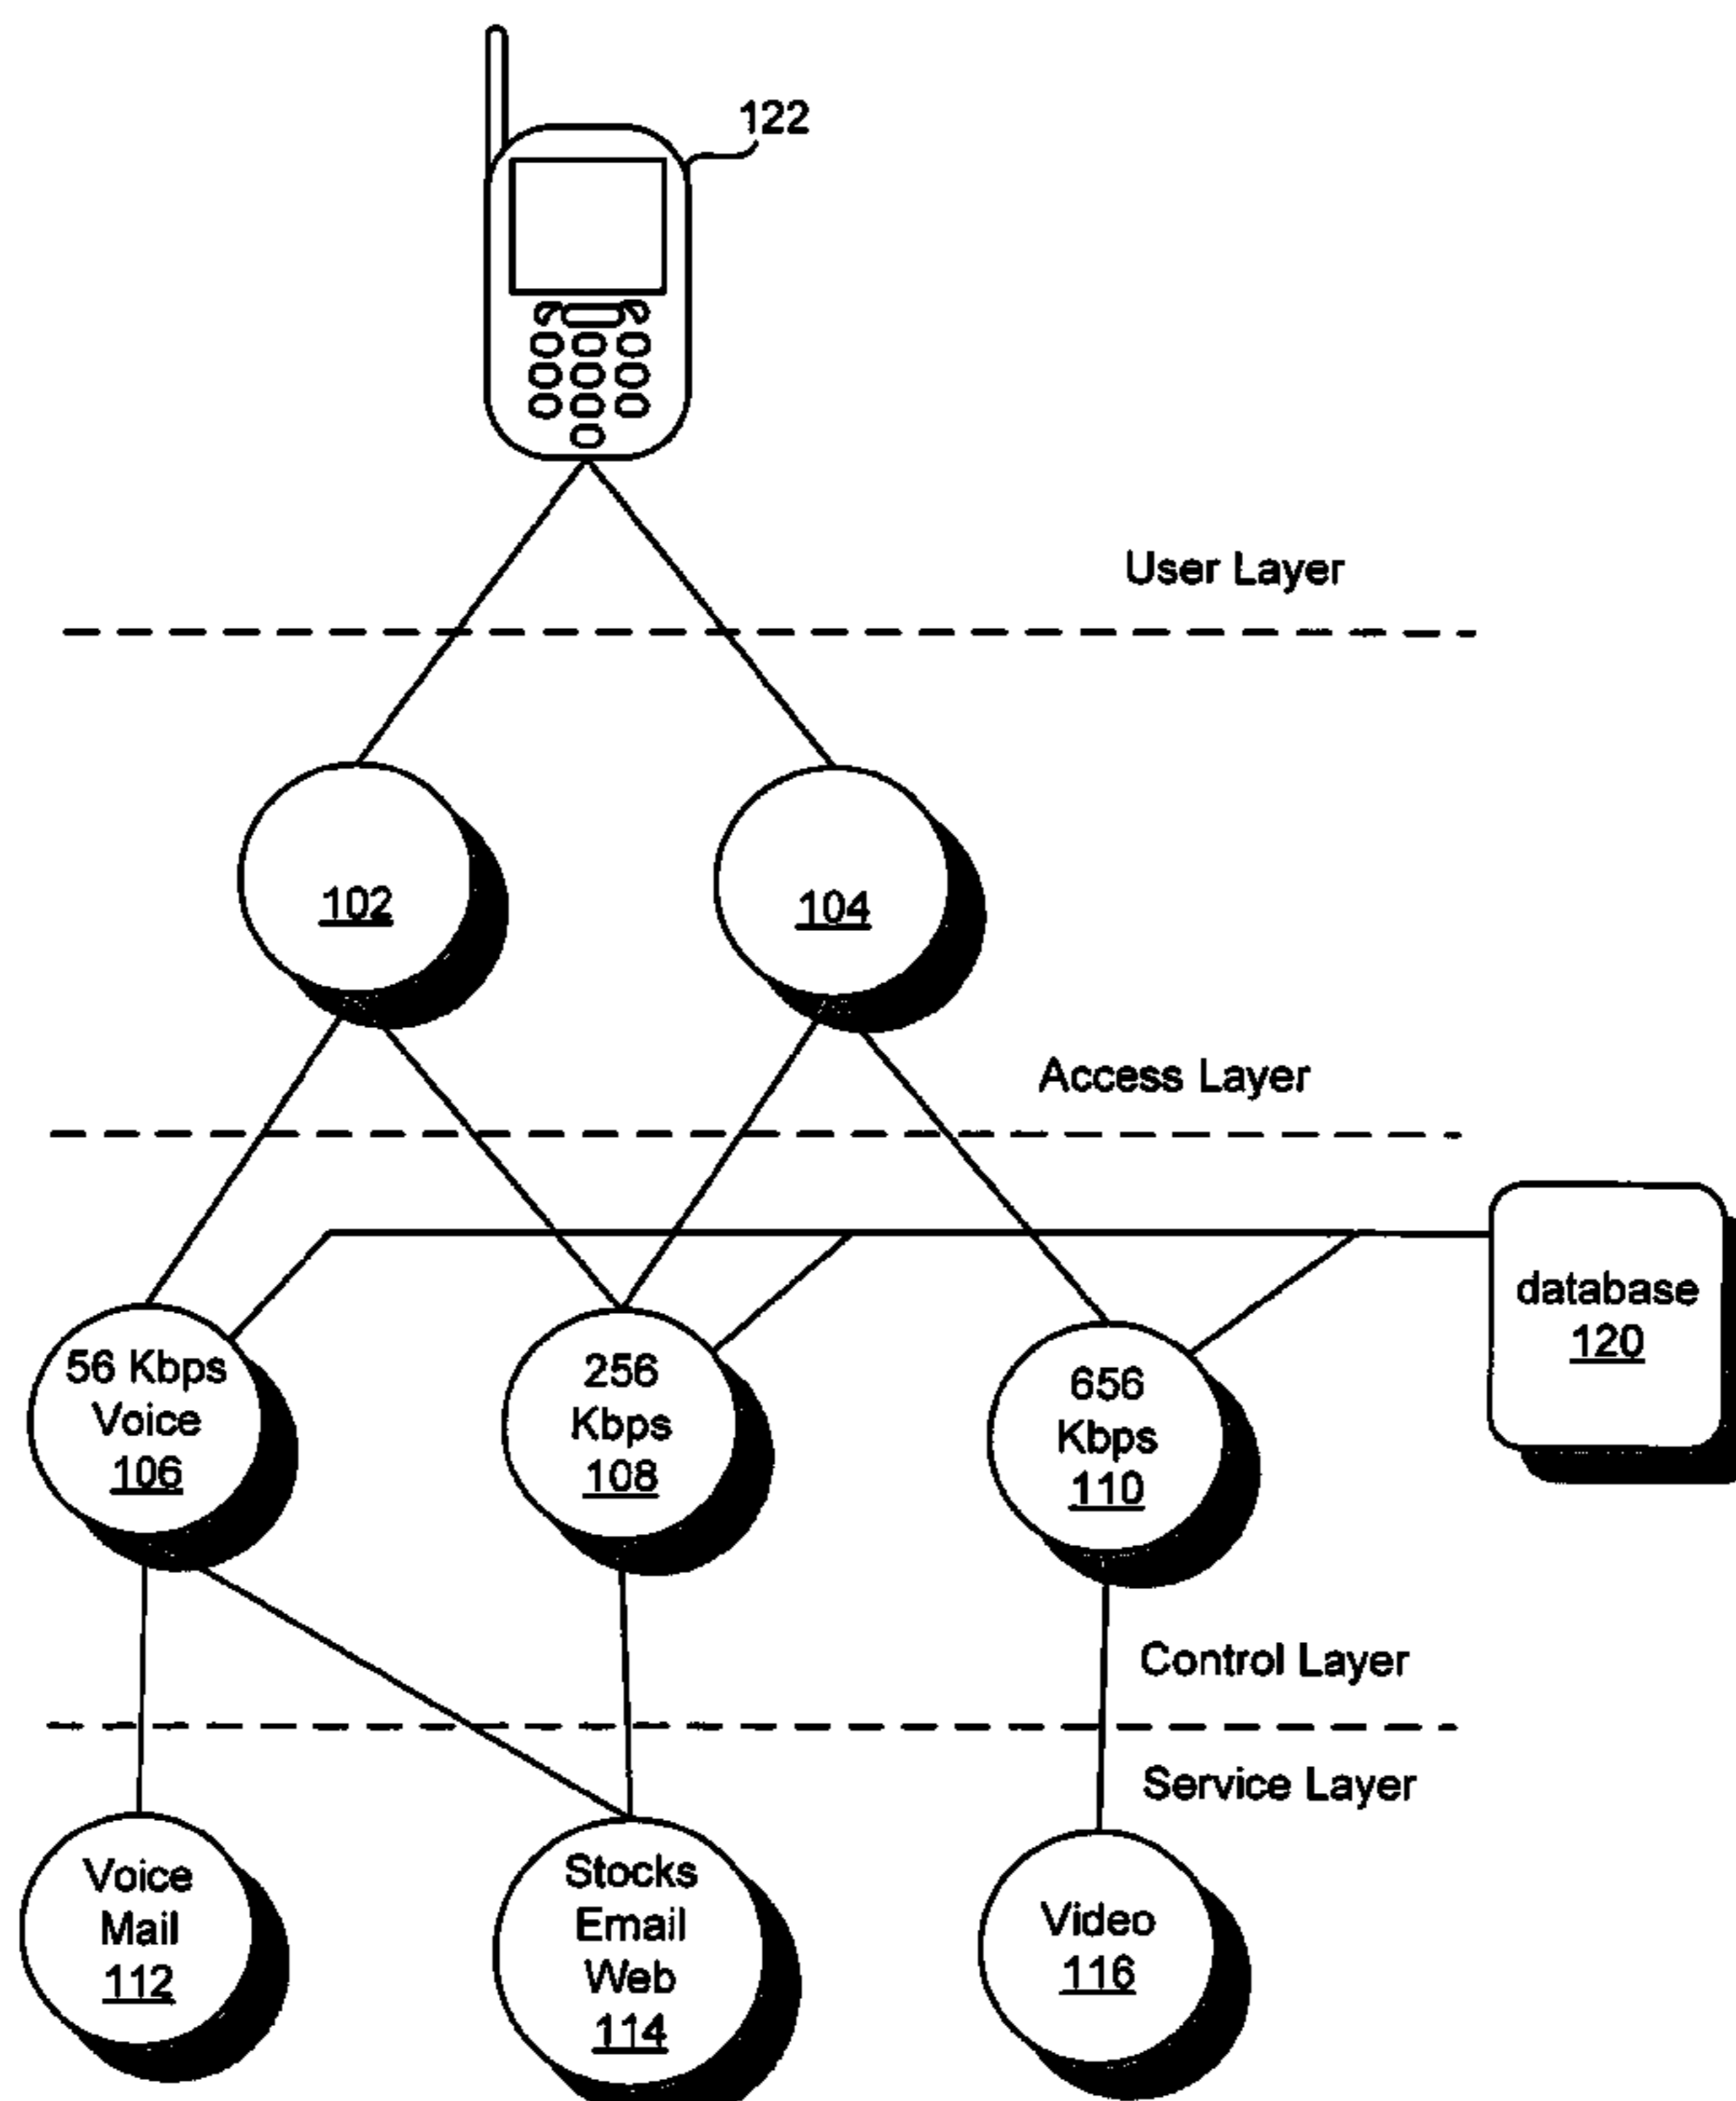 122
User Layer
102
104
Access Layer
database
120
56 Kbps
Voice
106
256
Kbps
108
656
Kbps
110
Control Layer
Service Layer
Voice
Mail
112
Stocks
Email
Web
114
Video
116